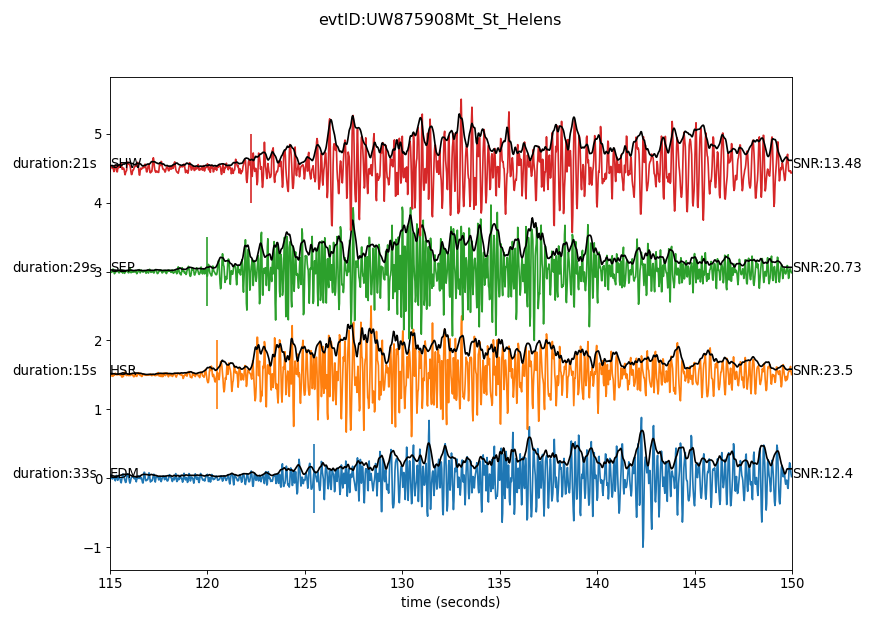 evtID:UW875908Mt_St_Helens
5
duration:21s SHW SNR:13.48
4
duration:29s SEP SNR:20.73
3
2
duration:15s HSR SNR:23.5
1
duration:33s EDM SNR:12.4
0
−1
115 120 125 130 135 140 145 150
time (seconds)